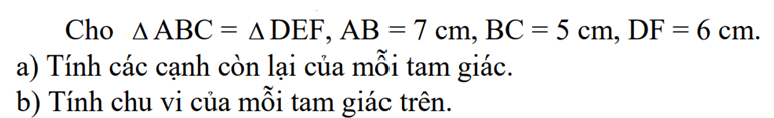 Cho Δ ABC = Δ DEF, AB = 7 cm, BC = 5 cm, DF = 6 cm.
a) Tính các cạnh còn lại của mỗi tam giác.
b) Tính chu vi của mỗi tam giác trên.